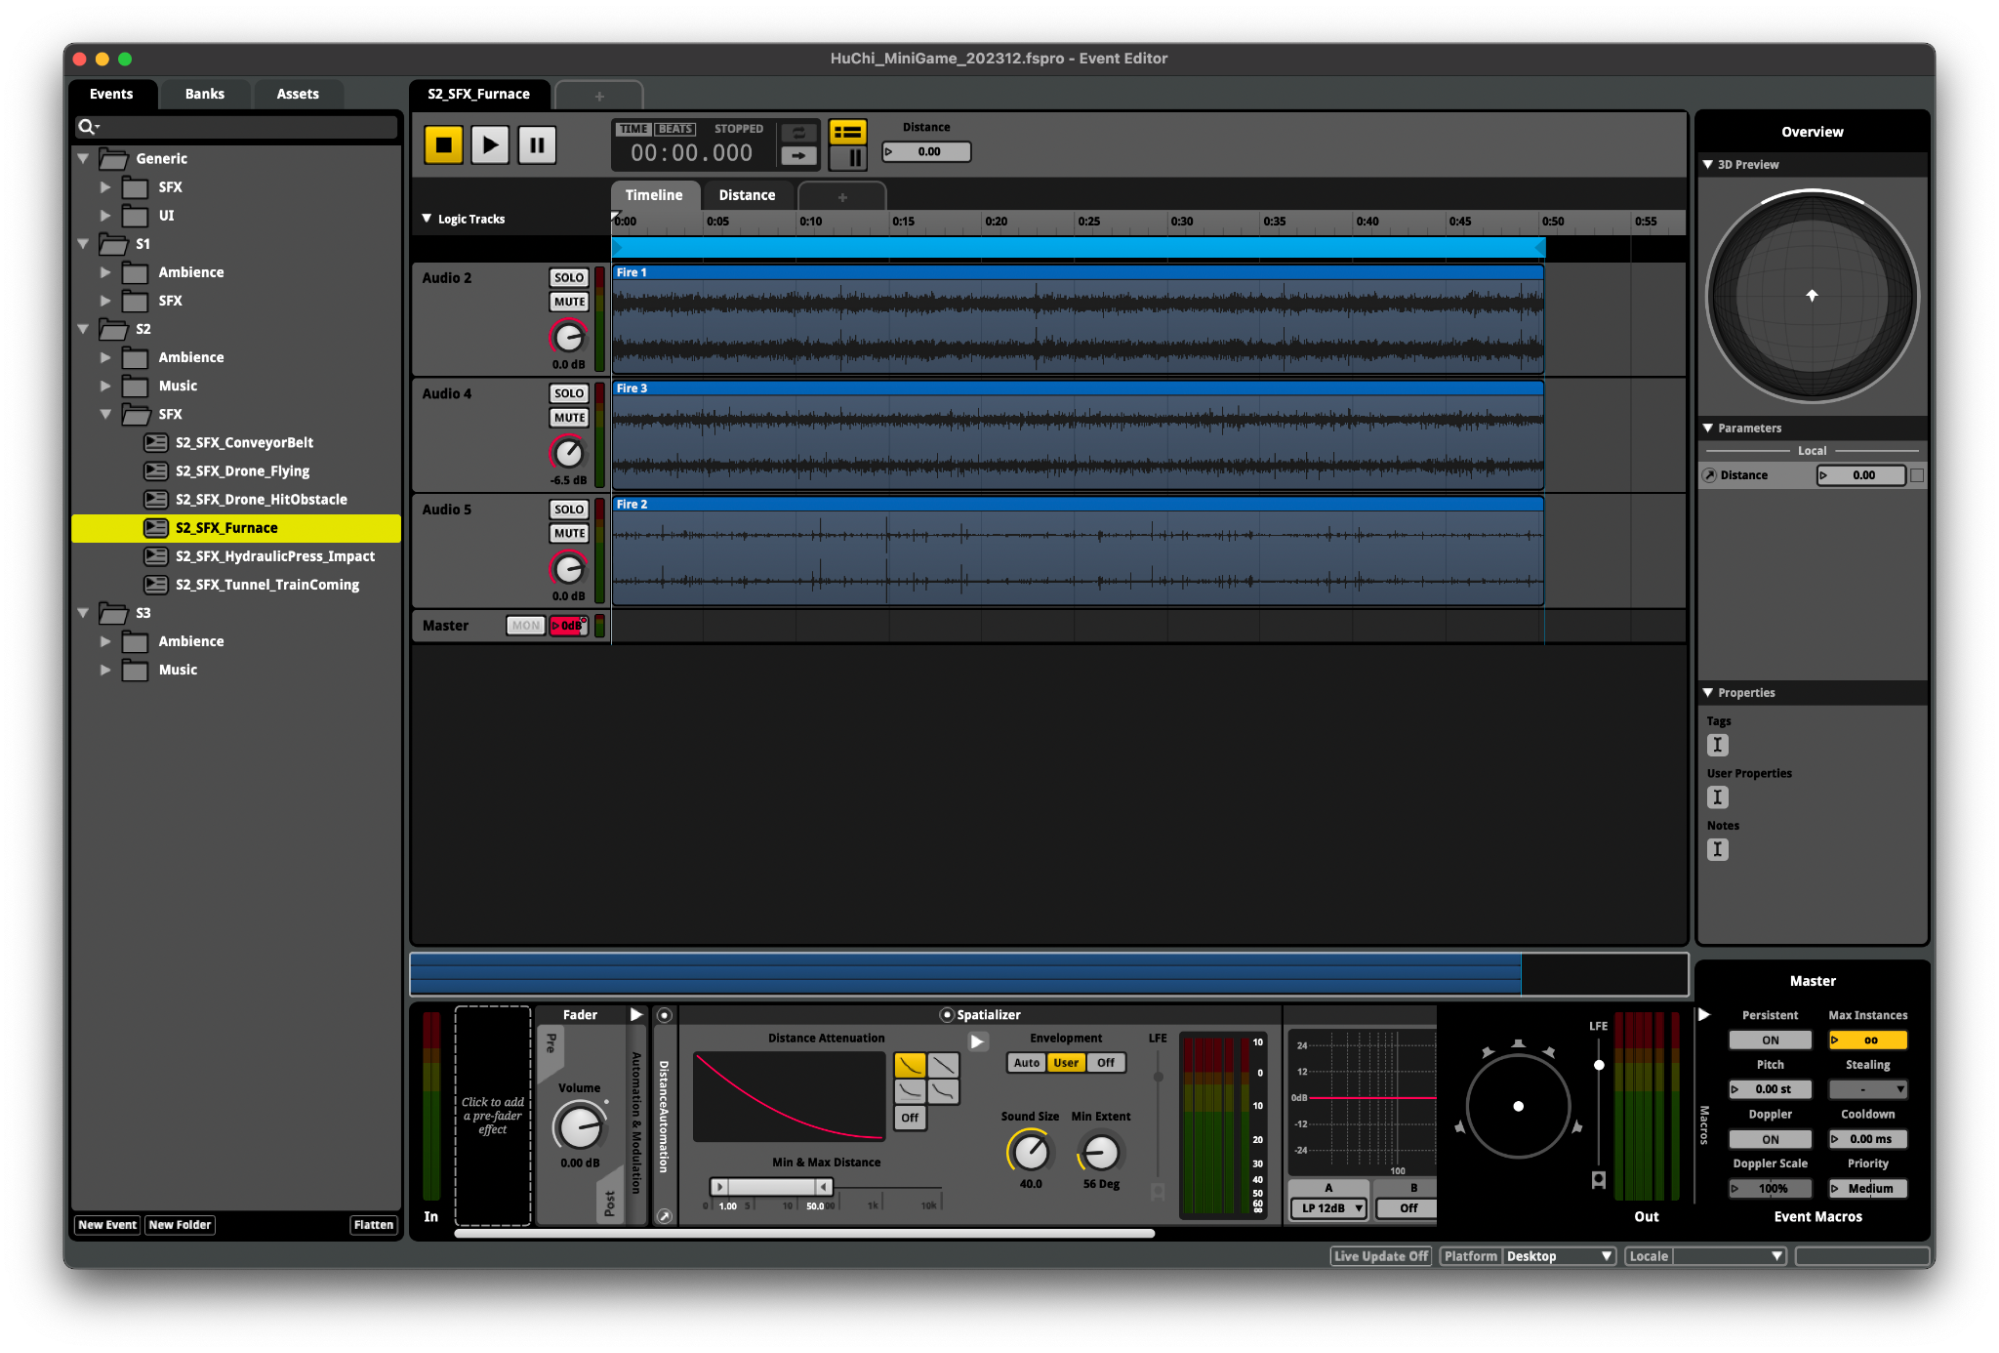 HuChi_MiniGame_202312.fspro - Event Editor
Events
Banks
Assets
S2_SFX_Furnace
+
Generic
SFX
UI
S1
Ambience
SFX
S2
Ambience
Music
SFX
S2_SFX_ConveyorBelt
S2_SFX_Drone_Flying
S2_SFX_Drone_HitObstacle
S2_SFX_Furnace
S2_SFX_HydraulicPress_Impact
S2_SFX_Tunnel_TrainComing
S3
Ambience
Music
New Event
New Folder
Flatten
TIME BEATS STOPPED
00:00.000
Distance
0.00
Timeline
Distance
+
Logic Tracks
0:00 0:05 0:10 0:15 0:20 0:25 0:30 0:35 0:40 0:45 0:50 0:55
Audio 2
SOLO
MUTE
0.0 dB
Fire 1
Audio 4
SOLO
MUTE
-6.5 dB
Fire 3
Audio 5
SOLO
MUTE
0.0 dB
Fire 2
Master
MON
0dB
Overview
3D Preview
Parameters
Local
Distance
0.00
Properties
Tags
User Properties
Notes
In
Click to add
a pre-fader
effect
Fader
Pre
Volume
0.00 dB
Post
Automation & Modulation
DistanceAutomation
Spatializer
Distance Attenuation
Off
Min & Max Distance
0 1.00 5 10 50.0 1k 10k
Envelopment
Auto User Off
Sound Size
40.0
Min Extent
56 Deg
LFE
10
0
10
20
30
40
50
60
∞
24
12
0dB
-12
-24
100
A
LP 12dB
B
Off
LFE
Out
Macros
Master
Persistent
ON
Max Instances
∞
Pitch
0.00 st
Stealing
-
Doppler
ON
Cooldown
0.00 ms
Doppler Scale
100%
Priority
Medium
Event Macros
Live Update Off
Platform Desktop
Locale